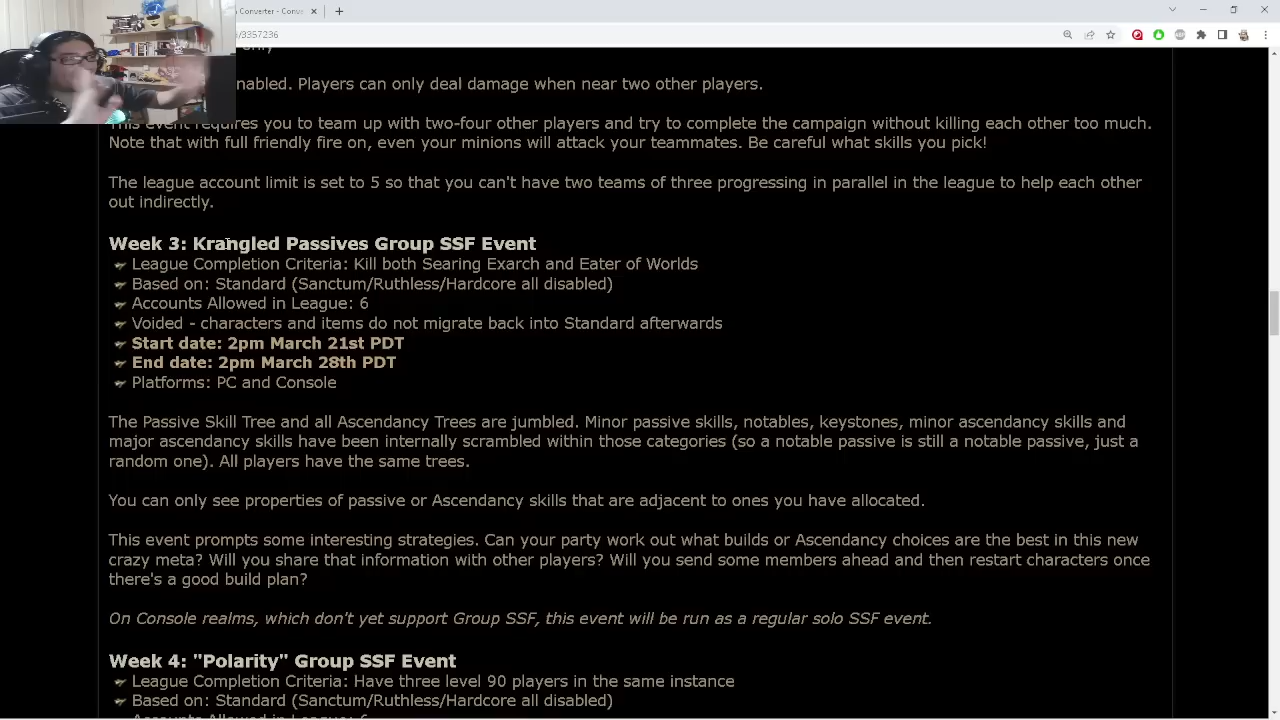 Converter - Conve
3357236
only
nabled. Players can only deal damage when near two other players.
This event requires you to team up with two-four other players and try to complete the campaign without killing each other too much.
Note that with full friendly fire on, even your minions will attack your teammates. Be careful what skills you pick!
The league account limit is set to 5 so that you can't have two teams of three progressing in parallel in the league to help each other
out indirectly.
Week 3: Krangled Passives Group SSF Event
League Completion Criteria: Kill both Searing Exarch and Eater of Worlds
Based on: Standard (Sanctum/Ruthless/Hardcore all disabled)
Accounts Allowed in League: 6
Voided - characters and items do not migrate back into Standard afterwards
Start date: 2pm March 21st PDT
End date: 2pm March 28th PDT
Platforms: PC and Console
The Passive Skill Tree and all Ascendancy Trees are jumbled. Minor passive skills, notables, keystones, minor ascendancy skills and
major ascendancy skills have been internally scrambled within those categories (so a notable passive is still a notable passive, just a
random one). All players have the same trees.
You can only see properties of passive or Ascendancy skills that are adjacent to ones you have allocated.
This event prompts some interesting strategies. Can your party work out what builds or Ascendancy choices are the best in this new
crazy meta? Will you share that information with other players? Will you send some members ahead and then restart characters once
there's a good build plan?
On Console realms, which don't yet support Group SSF, this event will be run as a regular solo SSF event.
Week 4: "Polarity" Group SSF Event
League Completion Criteria: Have three level 90 players in the same instance
Based on: Standard (Sanctum/Ruthless/Hardcore all disabled)
Accounts Allowed in League: 6